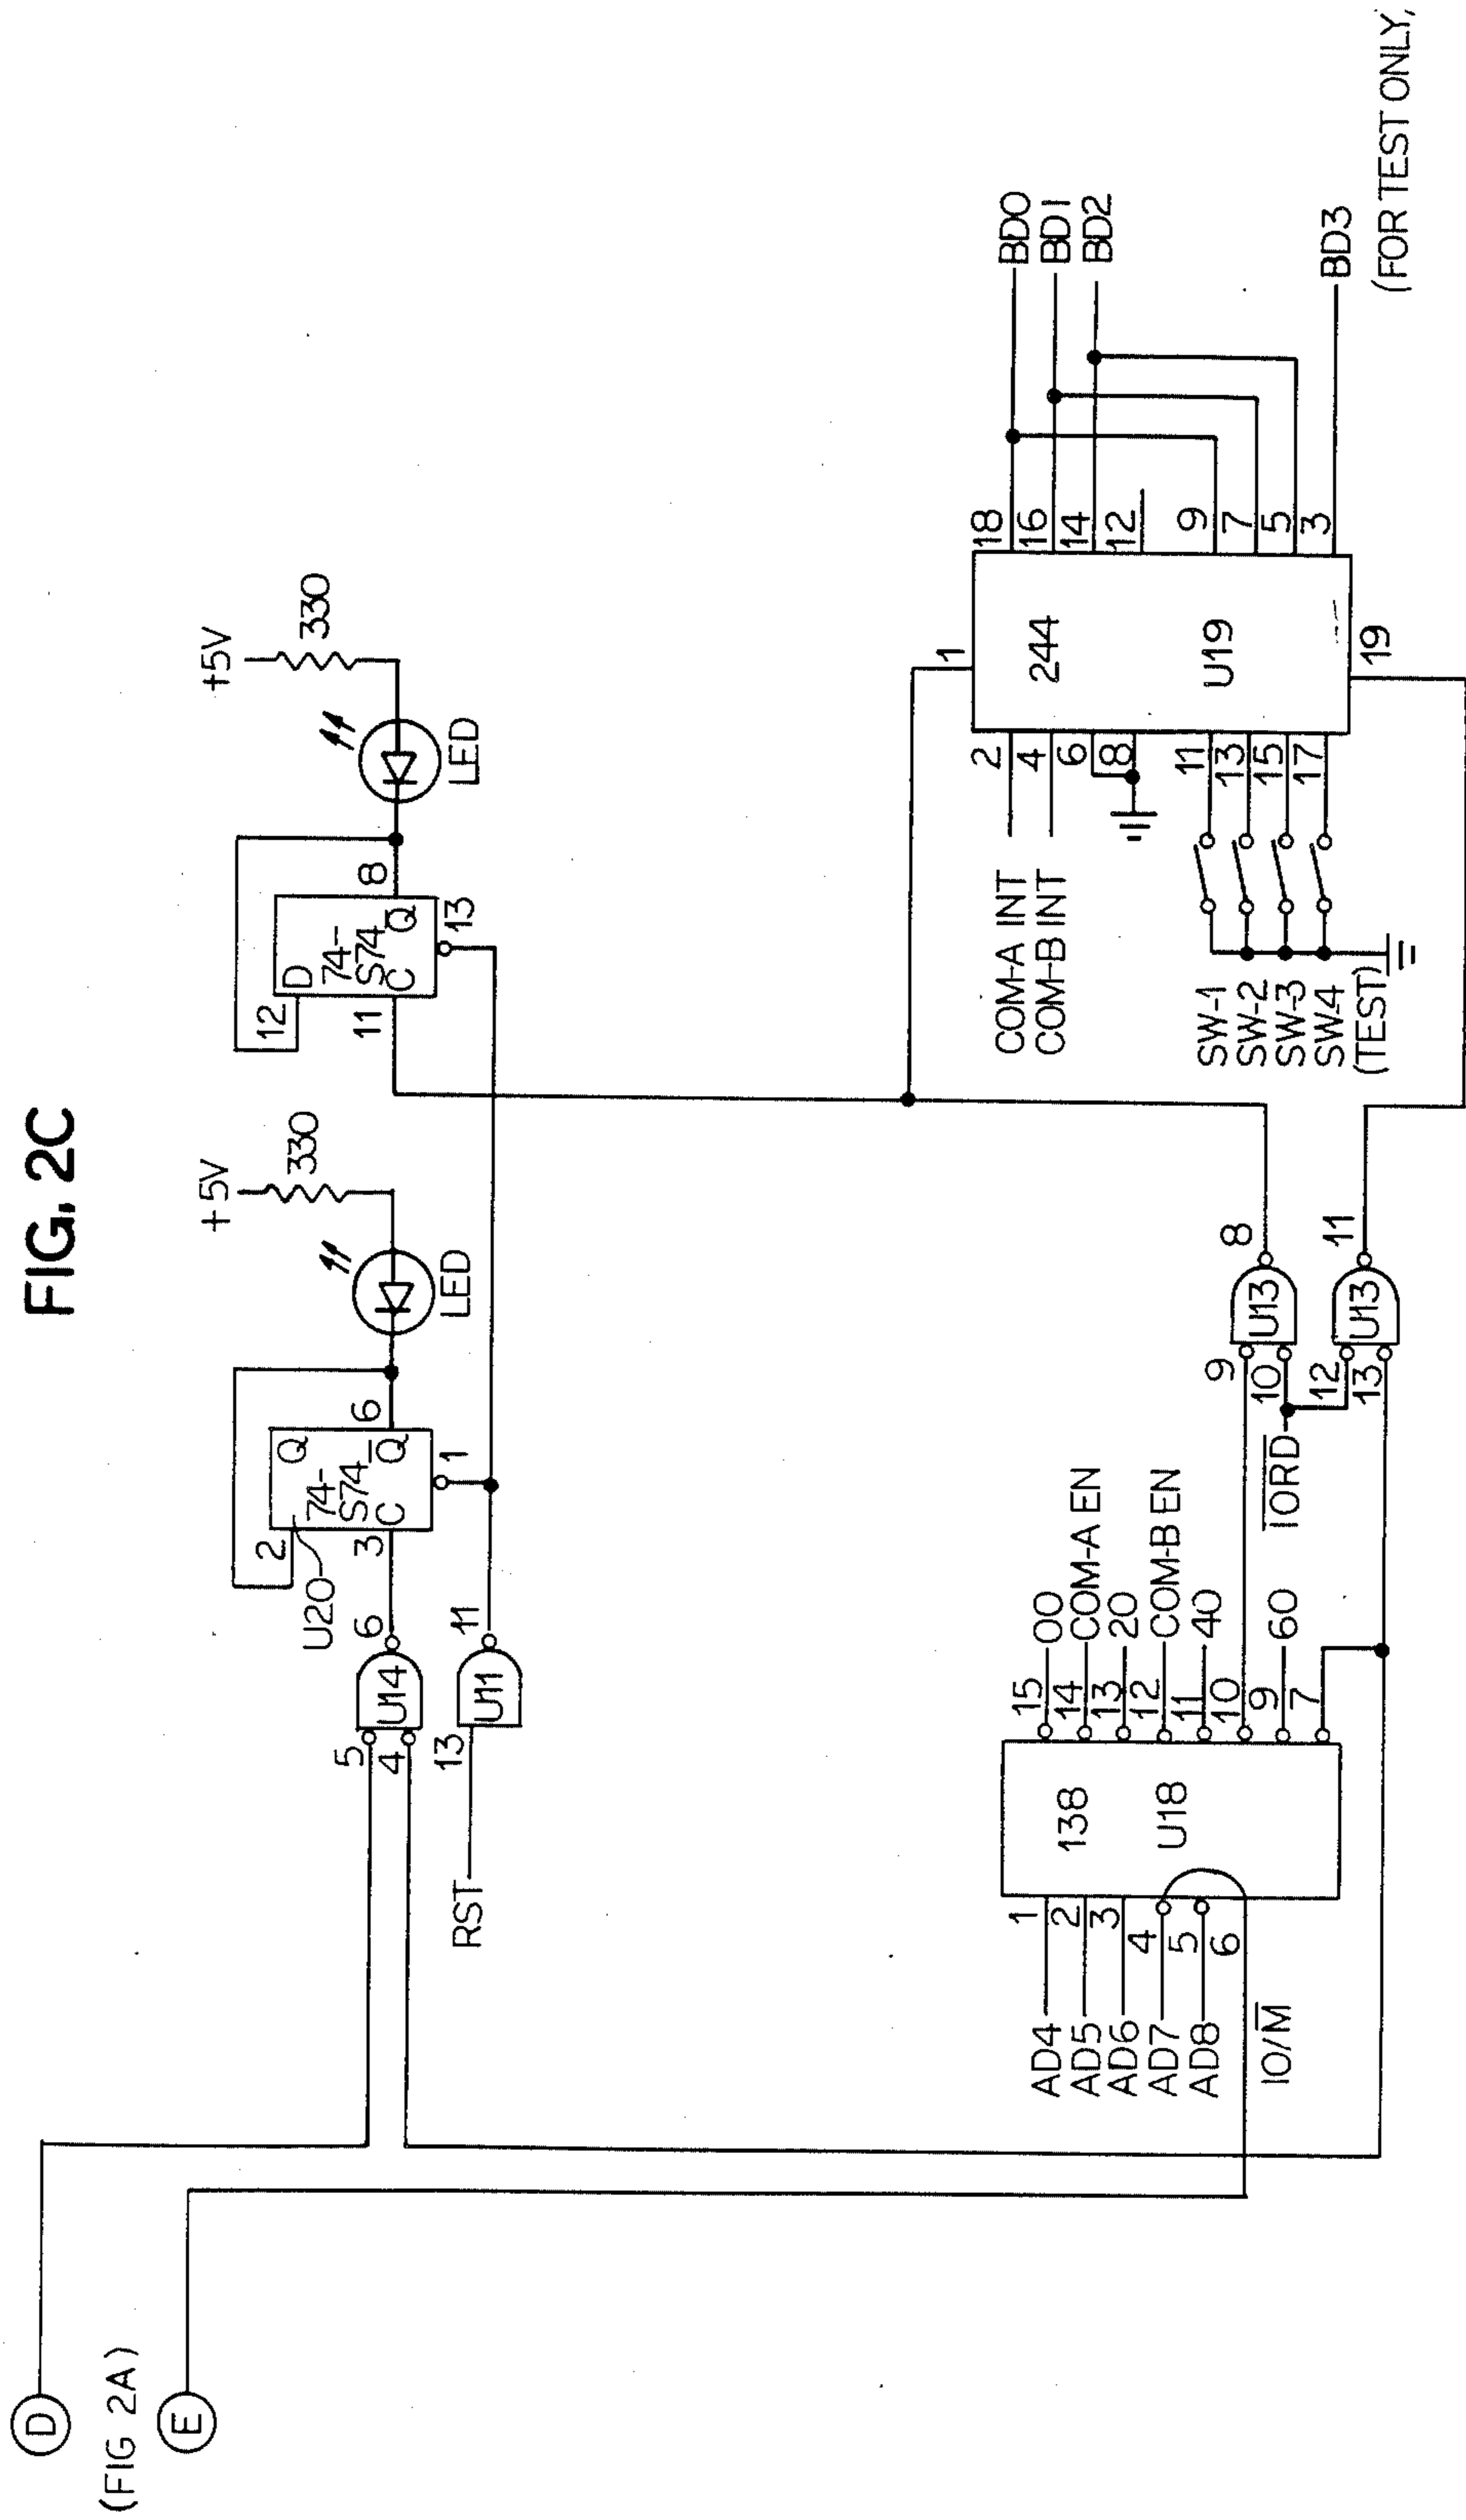 FIG. 2C
D
(FIG 2A)
E
5
4
U14
6
13
U11
11
RST
U20
2
3
Q
74-
S74
C
Q̅
6
1
+5V
330
LED
12
11
D
74-
S74
C
Q̅
8
13
+5V
330
LED
AD4
AD5
AD6
AD7
AD8
IO/M̅
1
2
3
4
5
6
138
U18
15
14
13
12
11
10
9
7
00
COM-A EN
20
COM-B EN
40
60
I̅O̅R̅D̅
9
10
U13
8
12
13
U13
11
COM-A INT
COM-B INT
SW-1
SW-2
SW-3
SW-4
(TEST)
2
4
6
8
11
13
15
17
1
244
U19
19
18
16
14
12
9
7
5
3
BD0
BD1
BD2
BD3
(FOR TEST ONLY,